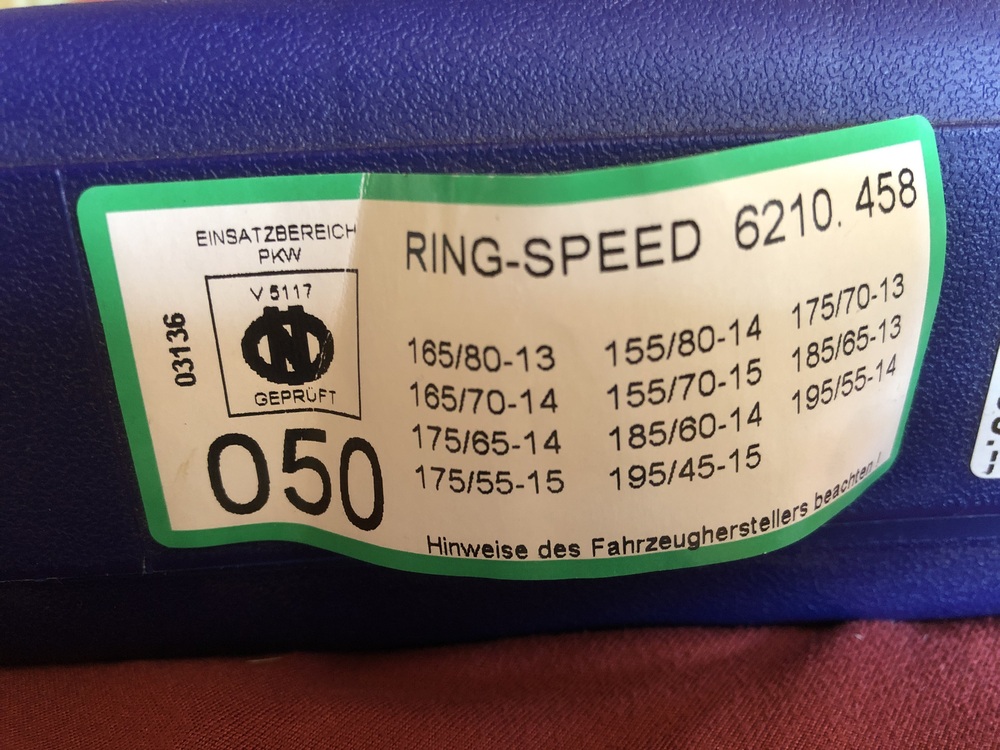 EINSATZBEREICH
PKW
V 5117
GEPRÜFT
03136
050
RING-SPEED 6210. 458
165/80-13
165/70-14
175/65-14
175/55-15
155/80-14
155/70-15
185/60-14
195/45-15
175/70-13
185/65-13
195/55-14
Hinweise des Fahrzeugherstellers beachten!